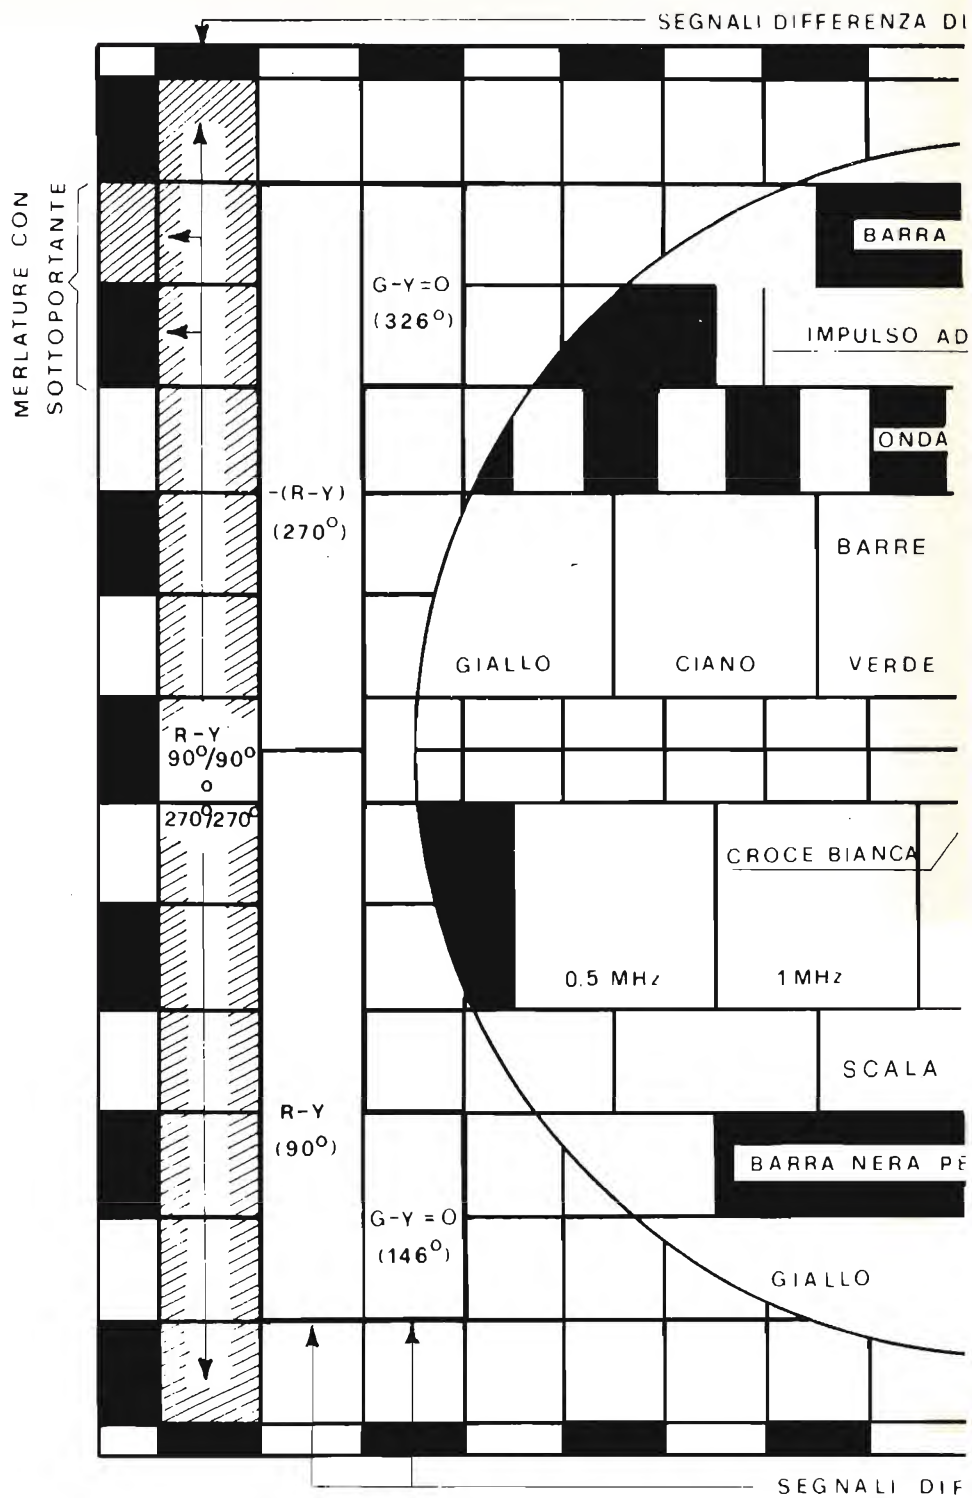 SEGNALI DIFFERENZA DI
MERLATURE CON
SOTTOPORTANTE
BARRA
G-Y=O
(326°)
IMPULSO AD
ONDA
-(R-Y)
(270°)
BARRE
GIALLO
CIANO
VERDE
R-Y
90°/90°
o
270°/270°
CROCE BIANCA
0.5 MHz
1 MHz
SCALA
R-Y
(90°)
BARRA NERA PE
G-Y=O
(146°)
GIALLO
SEGNALI DIF